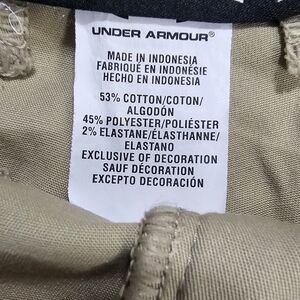 UNDER ARMOUR®
MADE IN INDONESIA
FABRIQUÉ EN INDONÉSIE
HECHO EN INDONESIA
53% COTTON/COTON/
ALGODÓN
45% POLYESTER/POLIÉSTER
2% ELASTANE/ÉLASTHANNE/
ELASTANO
EXCLUSIVE OF DECORATION
SAUF DÉCORATION
EXCEPTO DECORACIÓN